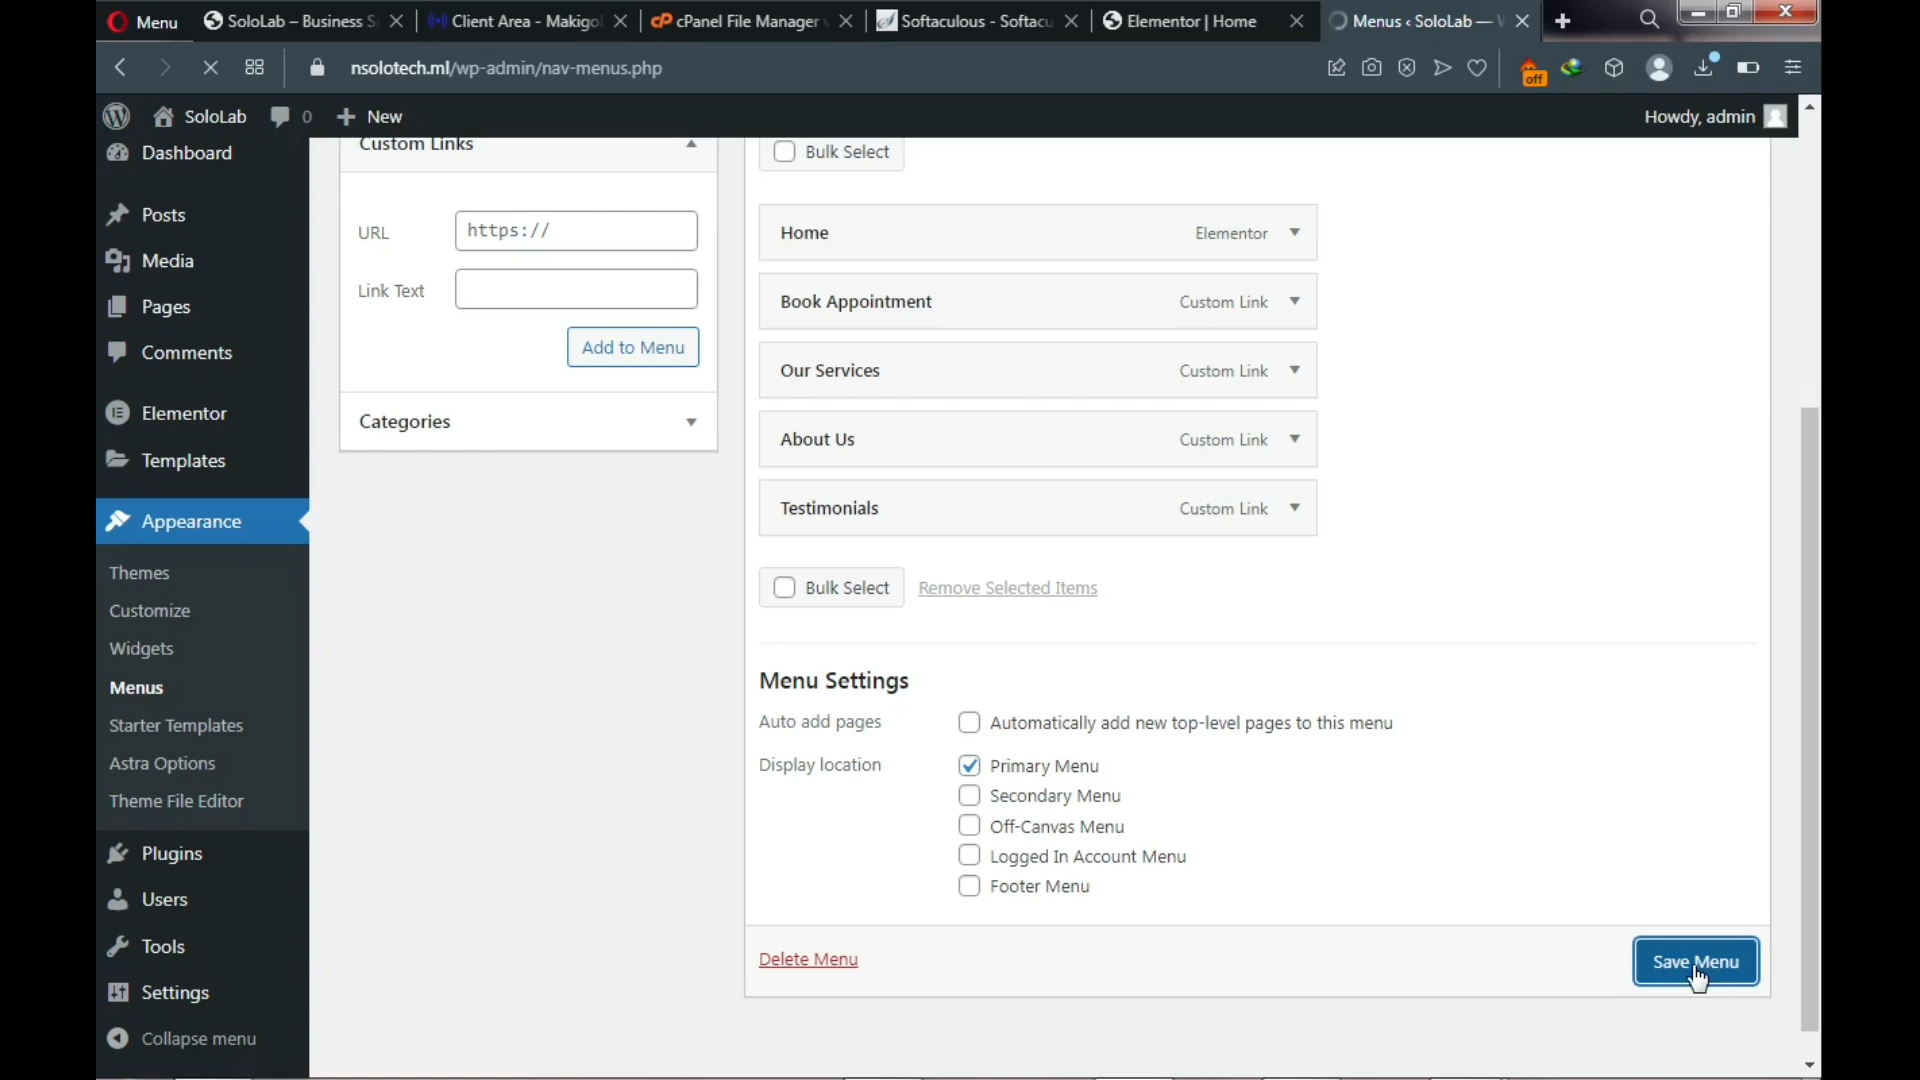 Menu
SoloLab – Business Si
Client Area - Makigo
cPanel File Manager
Softaculous - Softacu
Elementor | Home
Menus ‹ SoloLab — W
nsolotech.ml/wp-admin/nav-menus.php
off
SoloLab
0
New
Howdy, admin
Dashboard
Posts
Media
Pages
Comments
Elementor
Templates
Appearance
Themes
Customize
Widgets
Menus
Starter Templates
Astra Options
Theme File Editor
Plugins
Users
Tools
Settings
Collapse menu
Custom Links
URL
https://
Link Text
Add to Menu
Categories
Bulk Select
Home Elementor
Book Appointment Custom Link
Our Services Custom Link
About Us Custom Link
Testimonials Custom Link
Bulk Select Remove Selected Items
Menu Settings
Auto add pages Automatically add new top-level pages to this menu
Display location Primary Menu
Secondary Menu
Off-Canvas Menu
Logged In Account Menu
Footer Menu
Delete Menu
Save Menu